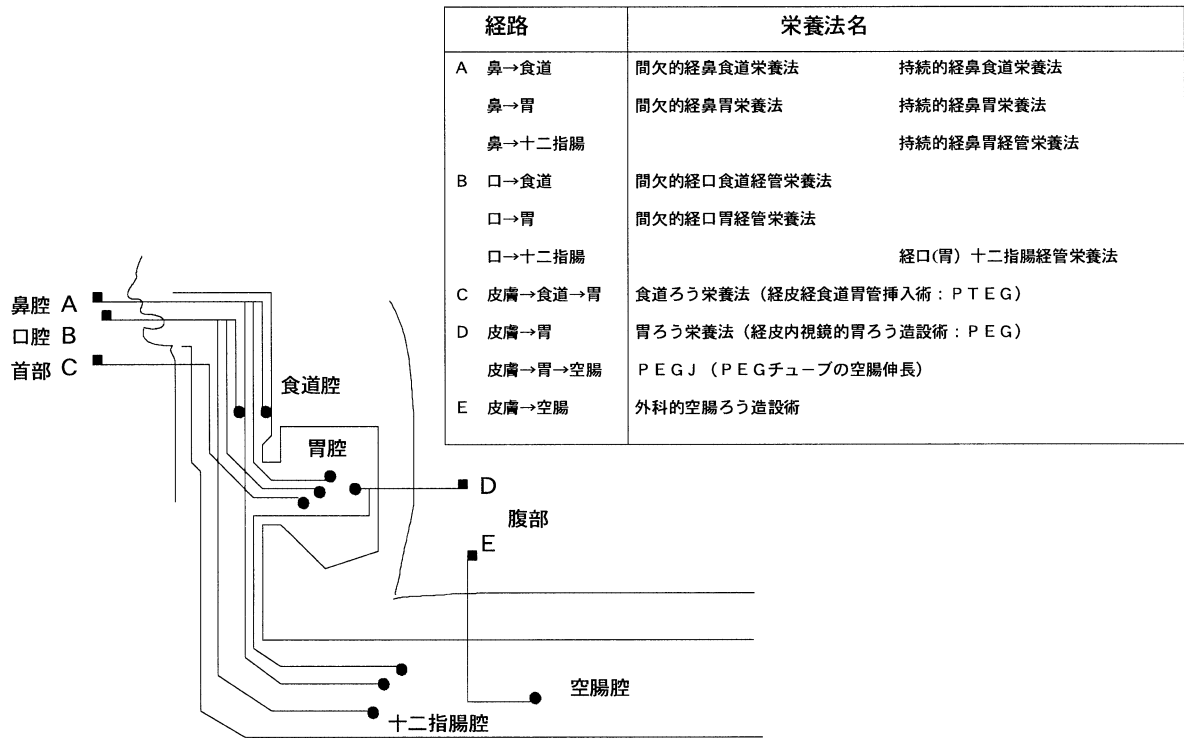 経路 栄養法名
A 鼻→食道 間欠的経鼻食道栄養法 持続的経鼻食道栄養法
鼻→胃 間欠的経鼻胃栄養法 持続的経鼻胃栄養法
鼻→十二指腸 持続的経鼻胃経管栄養法
B 口→食道 間欠的経口食道経管栄養法
口→胃 間欠的経口胃経管栄養法
口→十二指腸 経口(胃)十二指腸経管栄養法
C 皮膚→食道→胃 食道ろう栄養法（経皮経食道胃管挿入術：ＰＴＥＧ）
D 皮膚→胃 胃ろう栄養法（経皮内視鏡的胃ろう造設術：ＰＥＧ）
皮膚→胃→空腸 ＰＥＧＪ（ＰＥＧチューブの空腸伸長）
E 皮膚→空腸 外科的空腸ろう造設術
鼻腔 A
口腔 B
首部 C
食道腔
胃腔
D
腹部
E
空腸腔
十二指腸腔